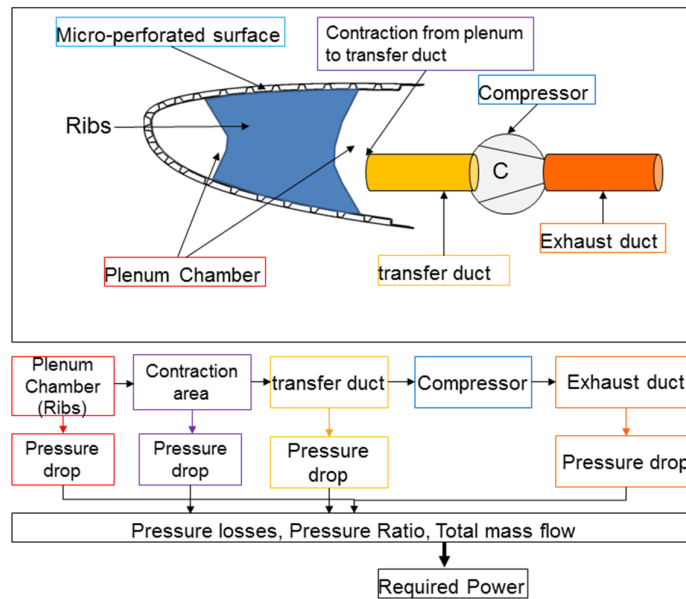 Micro-perforated surface
Contraction from plenum
to transfer duct
Compressor
Ribs
C
Exhaust duct
Plenum Chamber
transfer duct
Plenum
Chamber
(Ribs)
Contraction
area
transfer duct
Compressor
Exhaust duct
Pressure
drop
Pressure
drop
Pressure
drop
Pressure drop
Pressure losses, Pressure Ratio, Total mass flow
Required Power